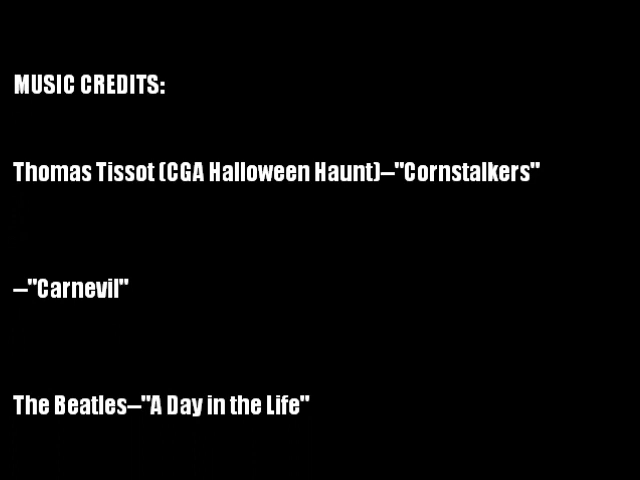 MUSIC CREDITS:
Thomas Tissot (CGA Halloween Haunt)–"Cornstalkers"
–"Carnevil"
The Beatles–"A Day in the Life"